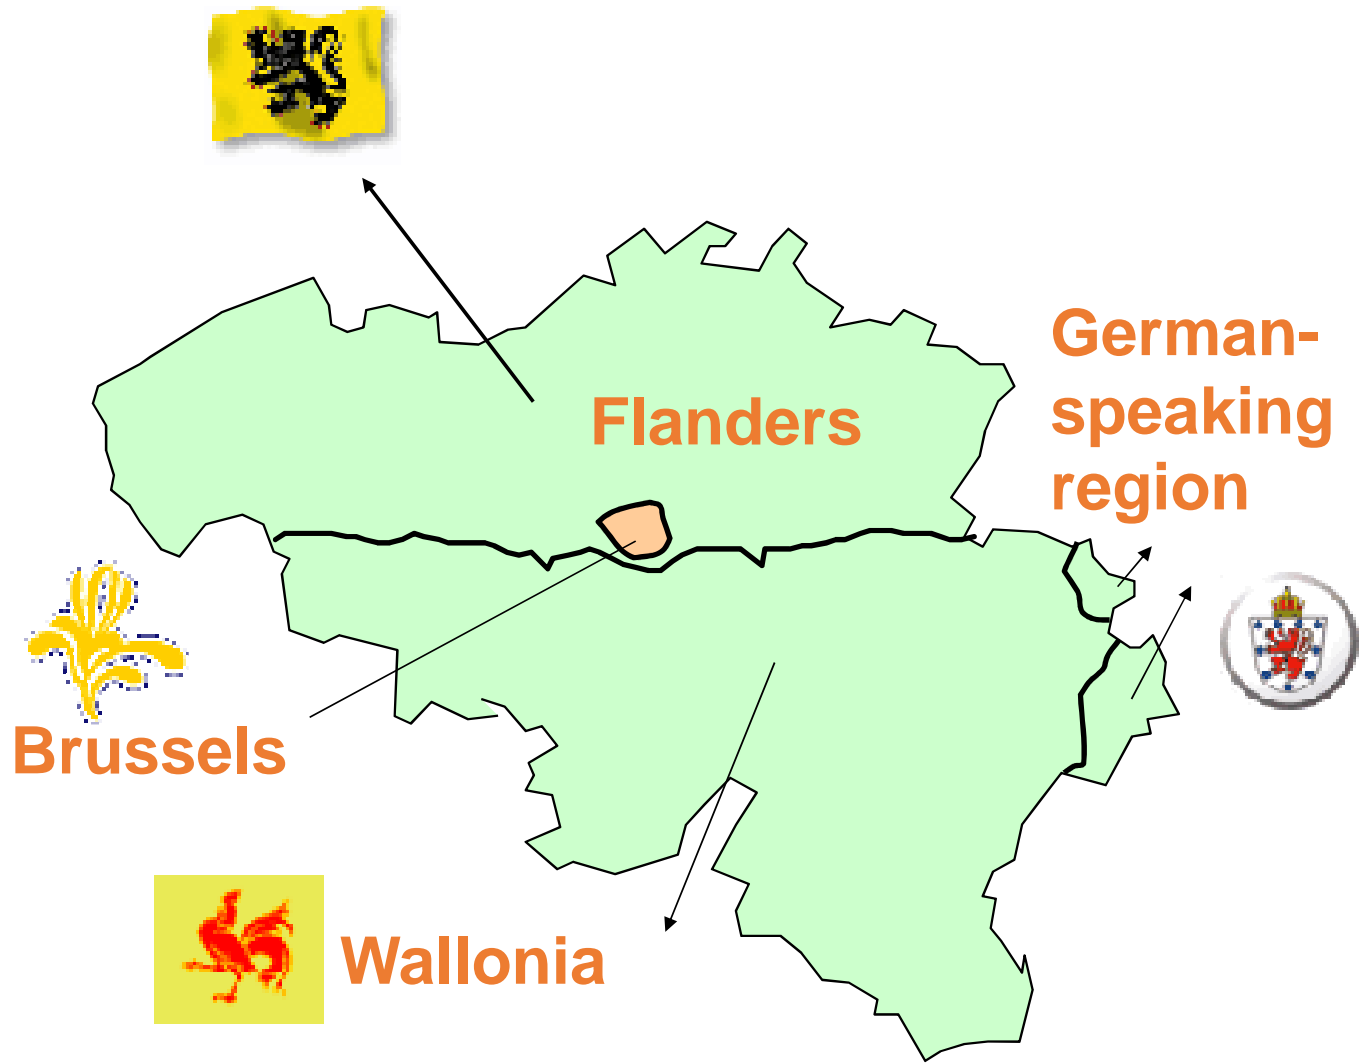 German-
speaking
region
Flanders
Brussels
Wallonia